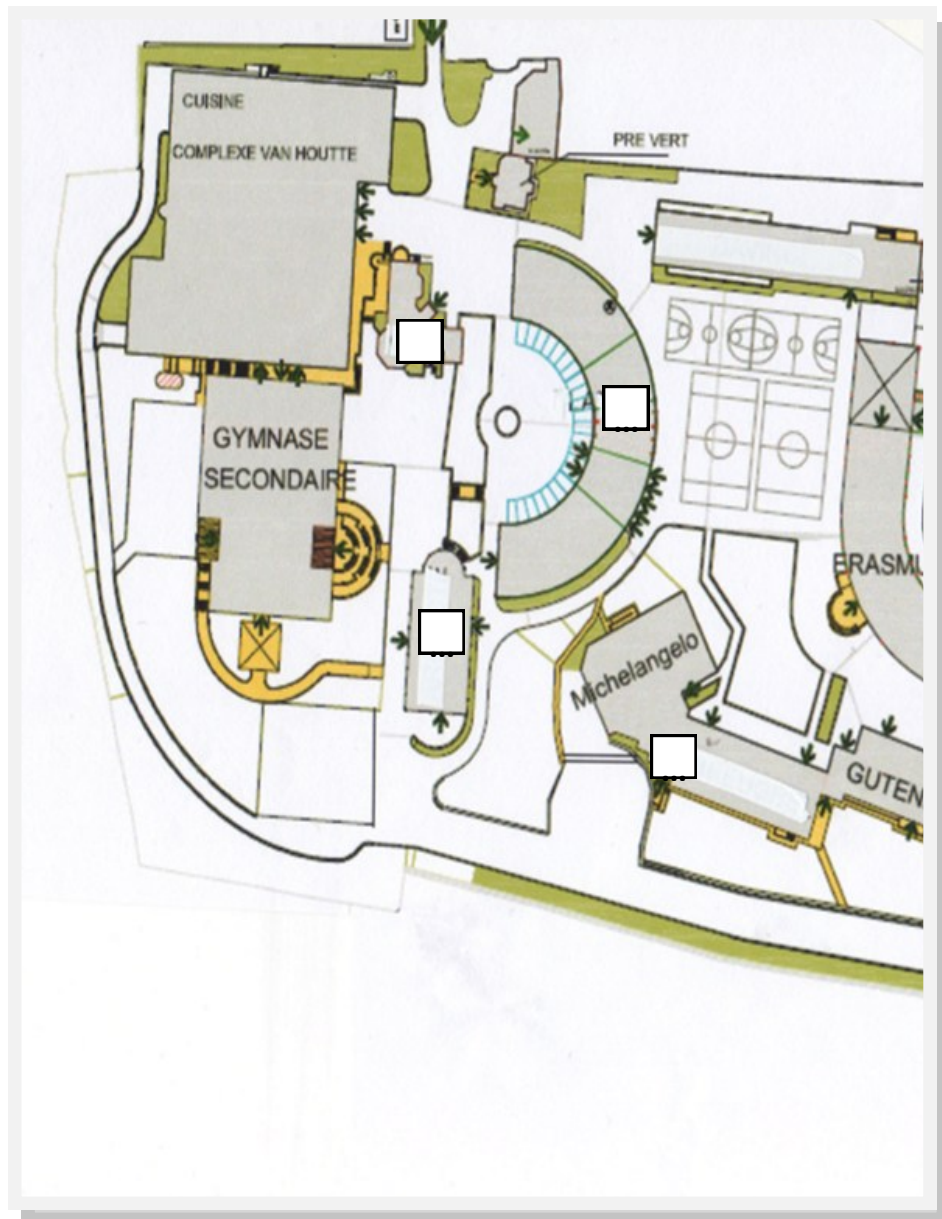 CUISINE
COMPLEXE VAN HOUTTE
PRE VERT
GYMNASE
SECONDAIRE
ERASMU
Michelangelo
GUTEN